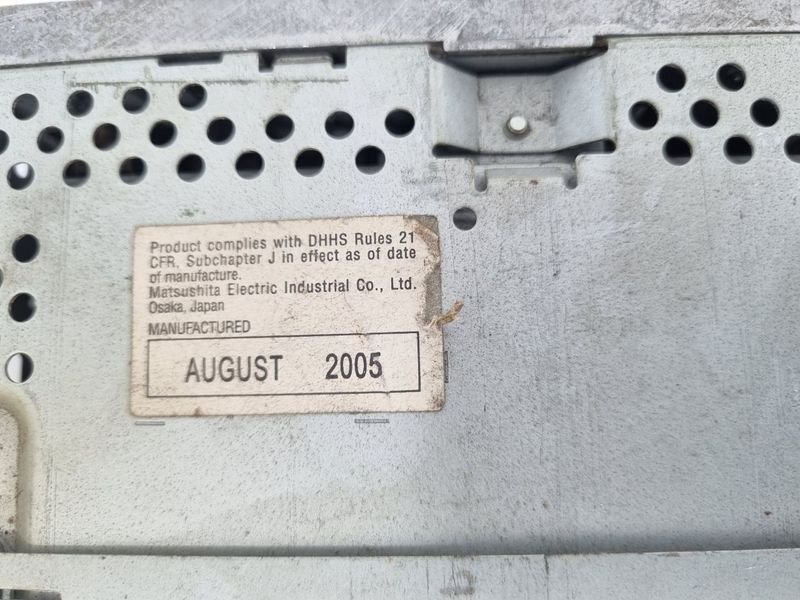 Product complies with DHHS Rules 21
CFR, Subchapter J in effect as of date
of manufacture.
Matsushita Electric Industrial Co., Ltd.
Osaka, Japan
MANUFACTURED
AUGUST 2005